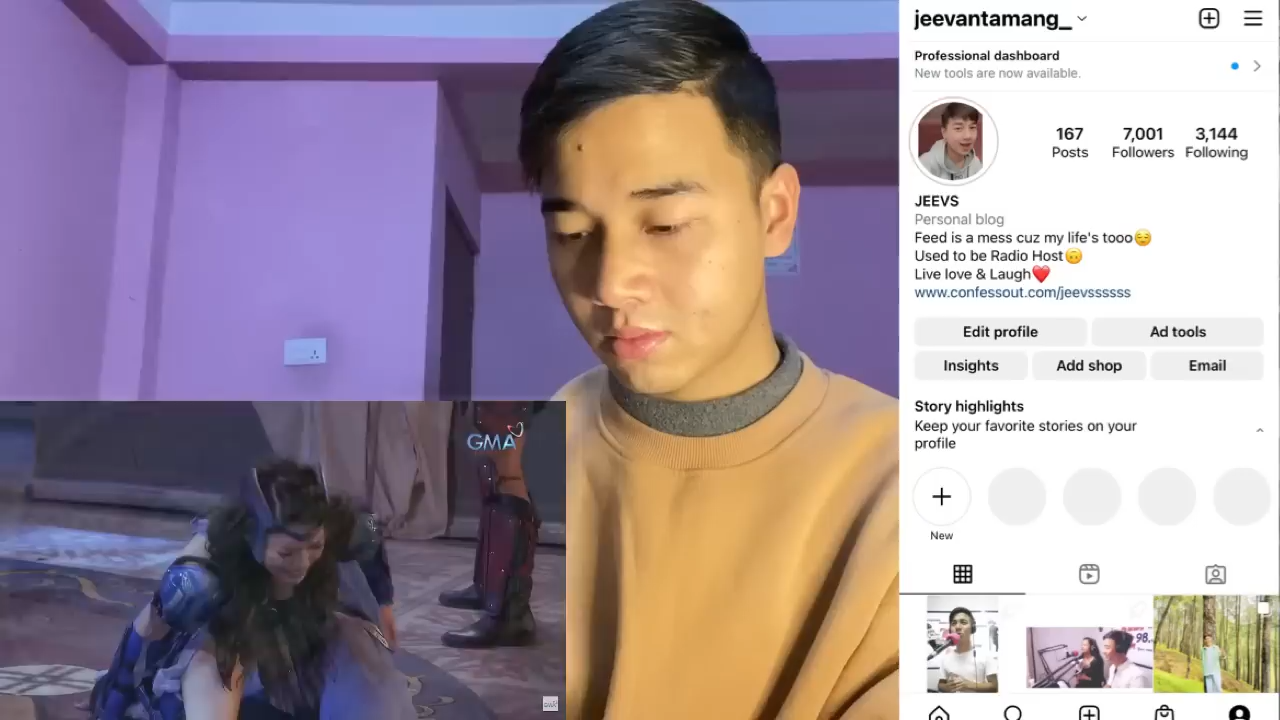 jeevantamang_
Professional dashboard
New tools are now available.
167
Posts
7,001
Followers
3,144
Following
JEEVS
Personal blog
Feed is a mess cuz my life's tooo😌
Used to be Radio Host🙃
Live love & Laugh❤️
www.confessout.com/jeevssssss
Edit profile
Ad tools
Insights
Add shop
Email
Story highlights
Keep your favorite stories on your
profile
New
GMA
98.